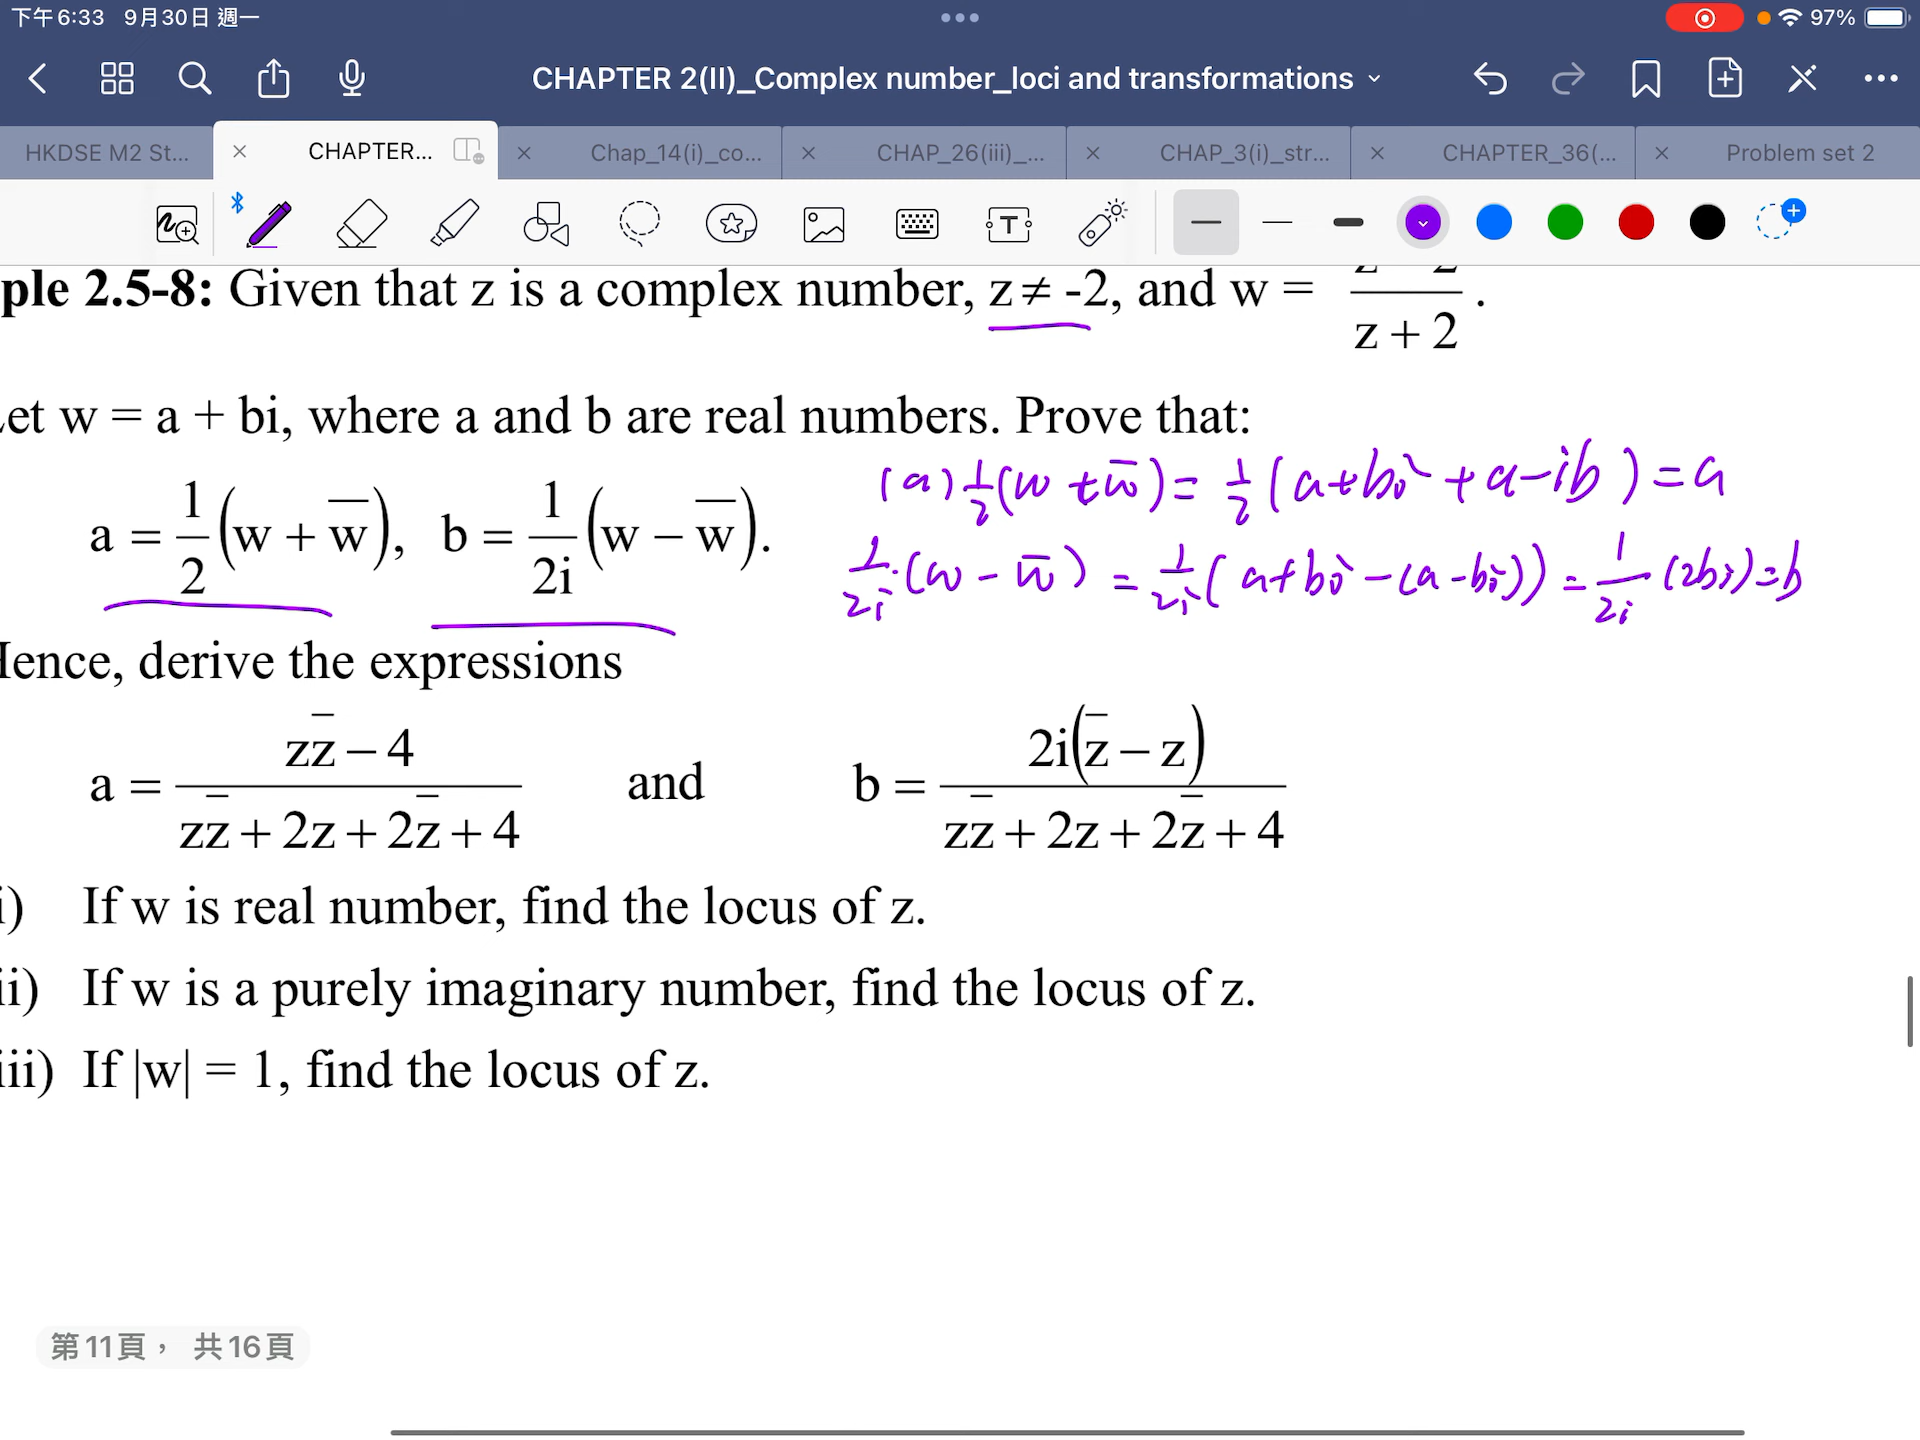 下午6:33 9月30日 週一
97%
CHAPTER 2(II)_Complex number_loci and transformations
HKDSE M2 St...
CHAPTER...
Chap_14(i)_co...
CHAP_26(iii)_...
CHAP_3(i)_str...
CHAPTER_36(...
Problem set 2
ple 2.5-8: Given that z is a complex number, z ≠ -2, and w = z - 2 / z + 2 .
et w = a + bi, where a and b are real numbers. Prove that:
a = 1/2 (w + w̅), b = 1/2i (w − w̅).
(a) 1/2 (w + w̅) = 1/2 (a+bi + a-ib) = a
1/2i (w - w̅) = 1/2i (a+bi - (a-bi)) = 1/2i (2bi) = b
Hence, derive the expressions
a = zz̅ − 4 / zz̅ + 2z + 2z̅ + 4 and b = 2i(z̅ − z) / zz̅ + 2z + 2z̅ + 4
i) If w is real number, find the locus of z.
ii) If w is a purely imaginary number, find the locus of z.
iii) If |w| = 1, find the locus of z.
第11頁， 共16頁